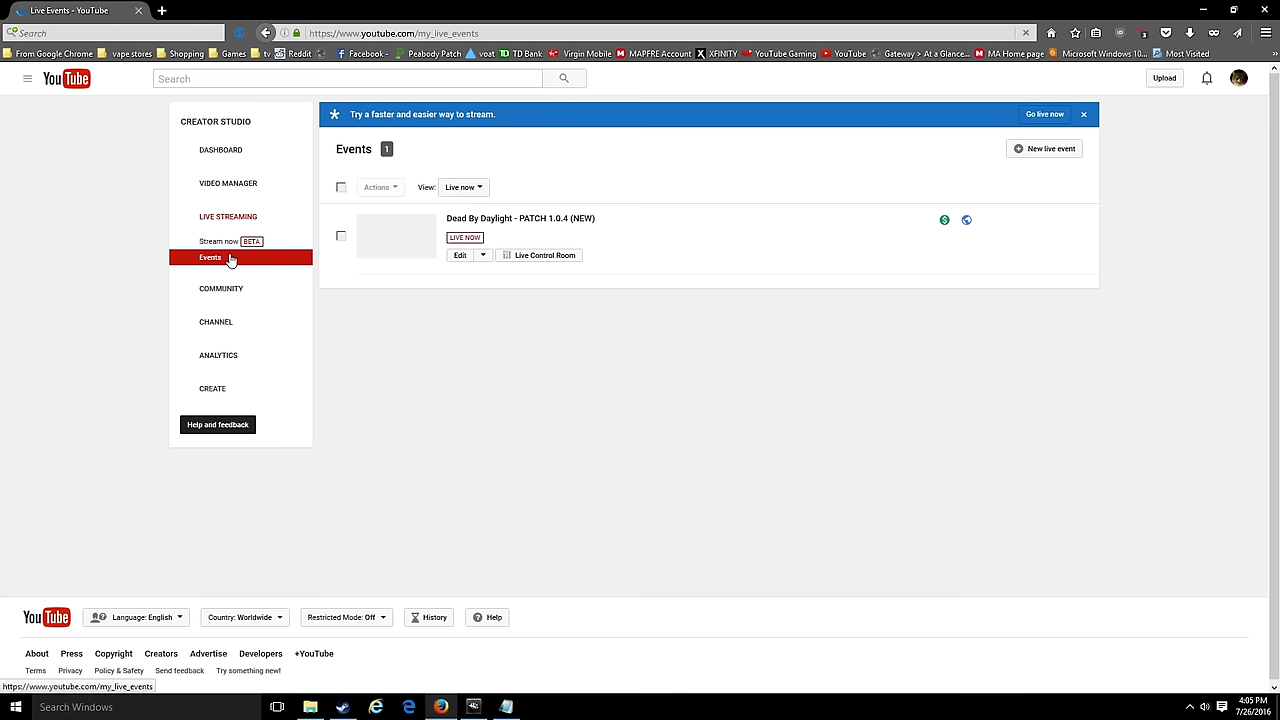 Live Events - YouTube
Search
https://www.youtube.com/my_live_events
From Google Chrome
vape stores
Shopping
Games
tv
Reddit
Facebook -
Peabody Patch
voat
TD Bank
Virgin Mobile
MAPFRE Account
XFINITY
YouTube Gaming
YouTube
Gateway > At a Glance...
MA Home page
Microsoft Windows 10...
Most Visited
YouTube
Search
Upload
CREATOR STUDIO
DASHBOARD
VIDEO MANAGER
LIVE STREAMING
Stream now BETA
Events
COMMUNITY
CHANNEL
ANALYTICS
CREATE
Help and feedback
Try a faster and easier way to stream.
Go live now
Events 1
New live event
Actions
View: Live now
Dead By Daylight - PATCH 1.0.4 (NEW)
LIVE NOW
Edit
Live Control Room
YouTube
Language: English
Country: Worldwide
Restricted Mode: Off
History
Help
About Press Copyright Creators Advertise Developers +YouTube
Terms Privacy Policy & Safety Send feedback Try something new!
https://www.youtube.com/my_live_events
Search Windows
4:05 PM
7/26/2016